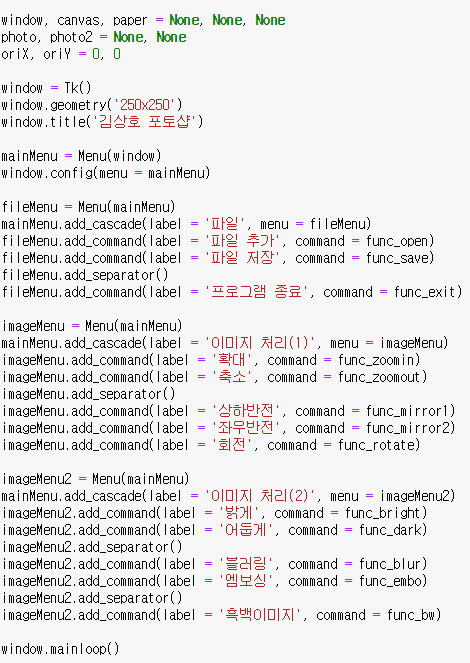 window, canvas, paper = None, None, None
photo, photo2 = None, None
oriX, oriY = 0, 0
window = Tk()
window.geometry('250x250')
window.title('김상호 포토샵')
mainMenu = Menu(window)
window.config(menu = mainMenu)
fileMenu = Menu(mainMenu)
mainMenu.add_cascade(label = '파일', menu = fileMenu)
fileMenu.add_command(label = '파일 추가', command = func_open)
fileMenu.add_command(label = '파일 저장', command = func_save)
fileMenu.add_separator()
fileMenu.add_command(label = '프로그램 종료', command = func_exit)
imageMenu = Menu(mainMenu)
mainMenu.add_cascade(label = '이미지 처리(1)', menu = imageMenu)
imageMenu.add_command(label = '확대', command = func_zoomin)
imageMenu.add_command(label = '축소', command = func_zoomout)
imageMenu.add_separator()
imageMenu.add_command(label = '상하반전', command = func_mirror1)
imageMenu.add_command(label = '좌우반전', command = func_mirror2)
imageMenu.add_command(label = '회전', command = func_rotate)
imageMenu2 = Menu(mainMenu)
mainMenu.add_cascade(label = '이미지 처리(2)', menu = imageMenu2)
imageMenu2.add_command(label = '밝게', command = func_bright)
imageMenu2.add_command(label = '어둡게', command = func_dark)
imageMenu2.add_separator()
imageMenu2.add_command(label = '블러링', command = func_blur)
imageMenu2.add_command(label = '엠보싱', command = func_embo)
imageMenu2.add_separator()
imageMenu2.add_command(label = '흑백이미지', command = func_bw)
window.mainloop()